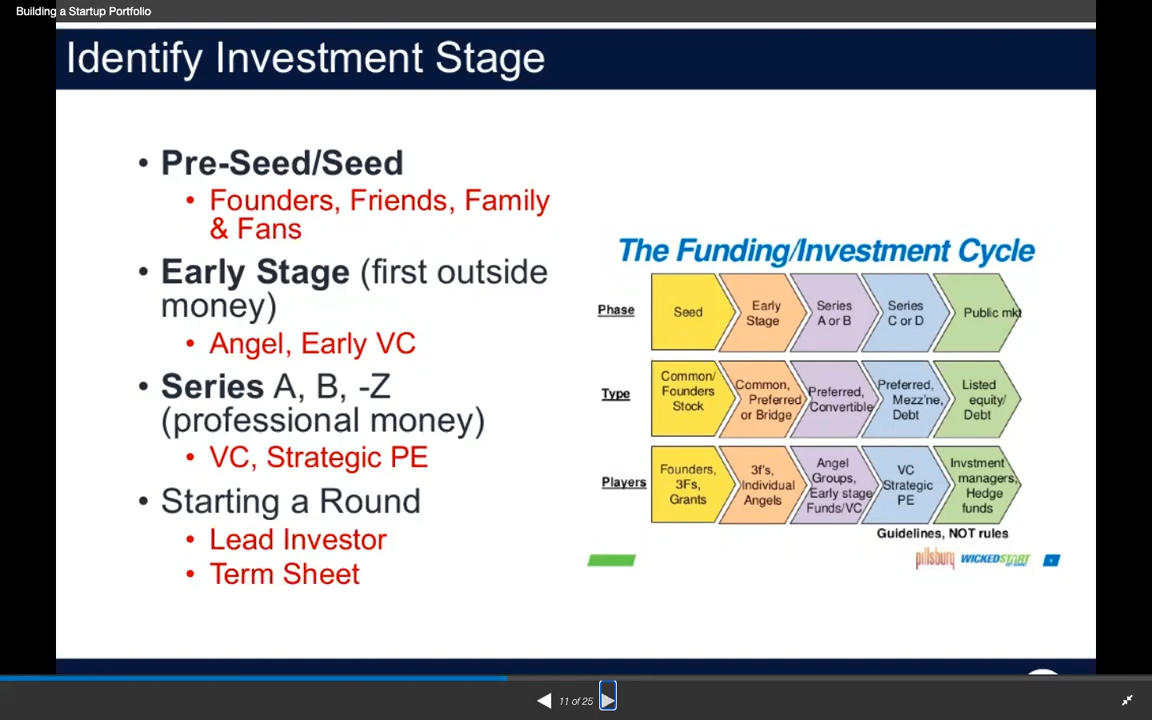 Building a Startup Portfolio
Identify Investment Stage
• Pre-Seed/Seed
• Founders, Friends, Family
& Fans
• Early Stage (first outside
money)
• Angel, Early VC
• Series A, B, -Z
(professional money)
• VC, Strategic PE
• Starting a Round
• Lead Investor
• Term Sheet
The Funding/Investment Cycle
Phase
Seed
Early
Stage
Series
A or B
Series
C or D
Public mkt
Type
Common/
Founders
Stock
Common,
Preferred
or Bridge
Preferred,
Convertible
Preferred,
Mezz'ne,
Debt
Listed
equity/
Debt
Players
Founders,
3Fs,
Grants
3f's,
Individual
Angels
Angel
Groups,
Early stage
Funds/VC
VC
Strategic
PE
Invstment
managers,
Hedge
funds
Guidelines, NOT rules
pillsbury WICKEDSTART
11 of 25